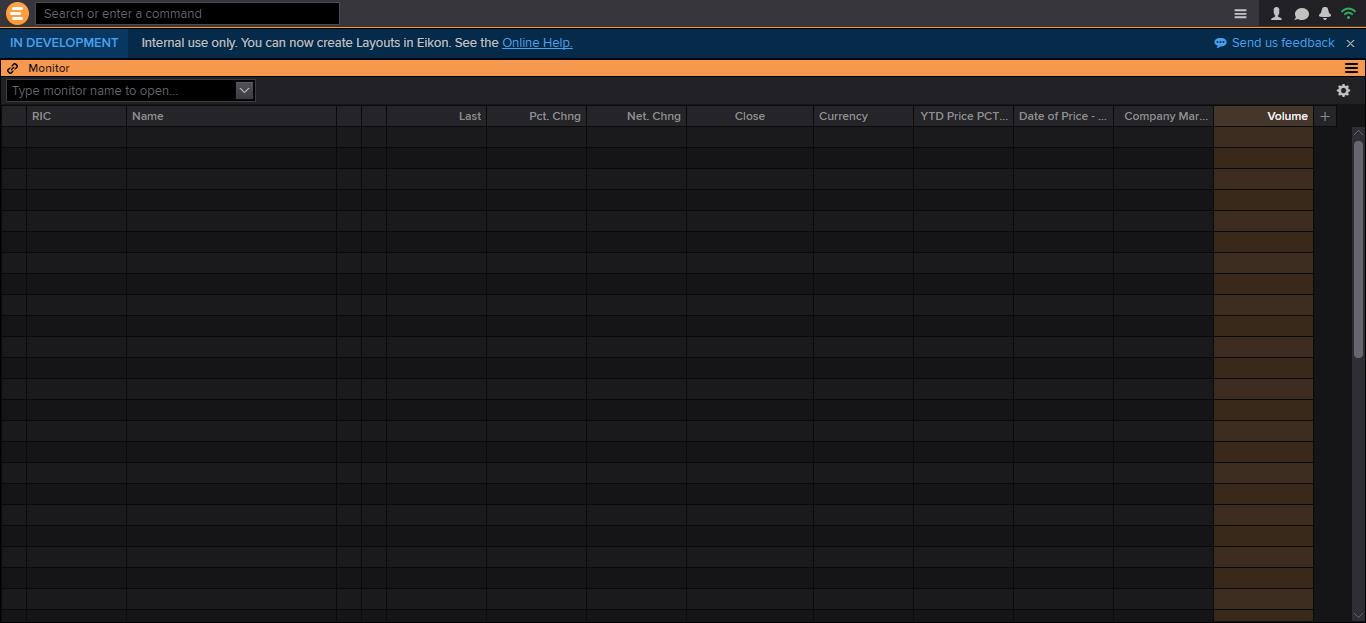 Search or enter a command
IN DEVELOPMENT Internal use only. You can now create Layouts in Eikon. See the Online Help. Send us feedback
Monitor
Type monitor name to open...
RIC Name Last Pct. Chng Net. Chng Close Currency YTD Price PCT... Date of Price - ... Company Mar... Volume +